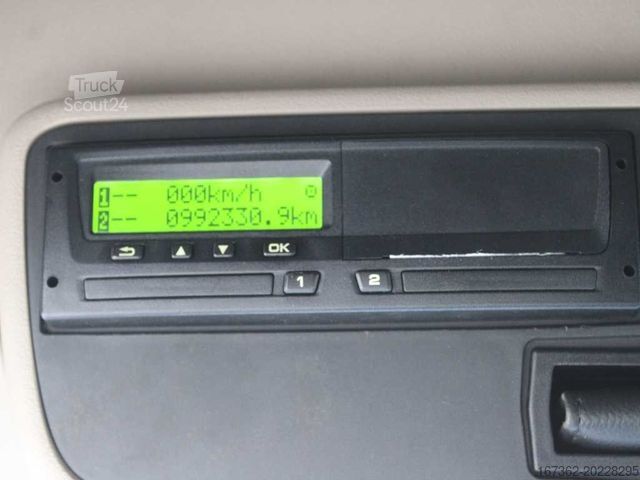 Truck
Scout24
1-- 000km/h
2-- 0992330.9km
OK
1
2
167362-20228295